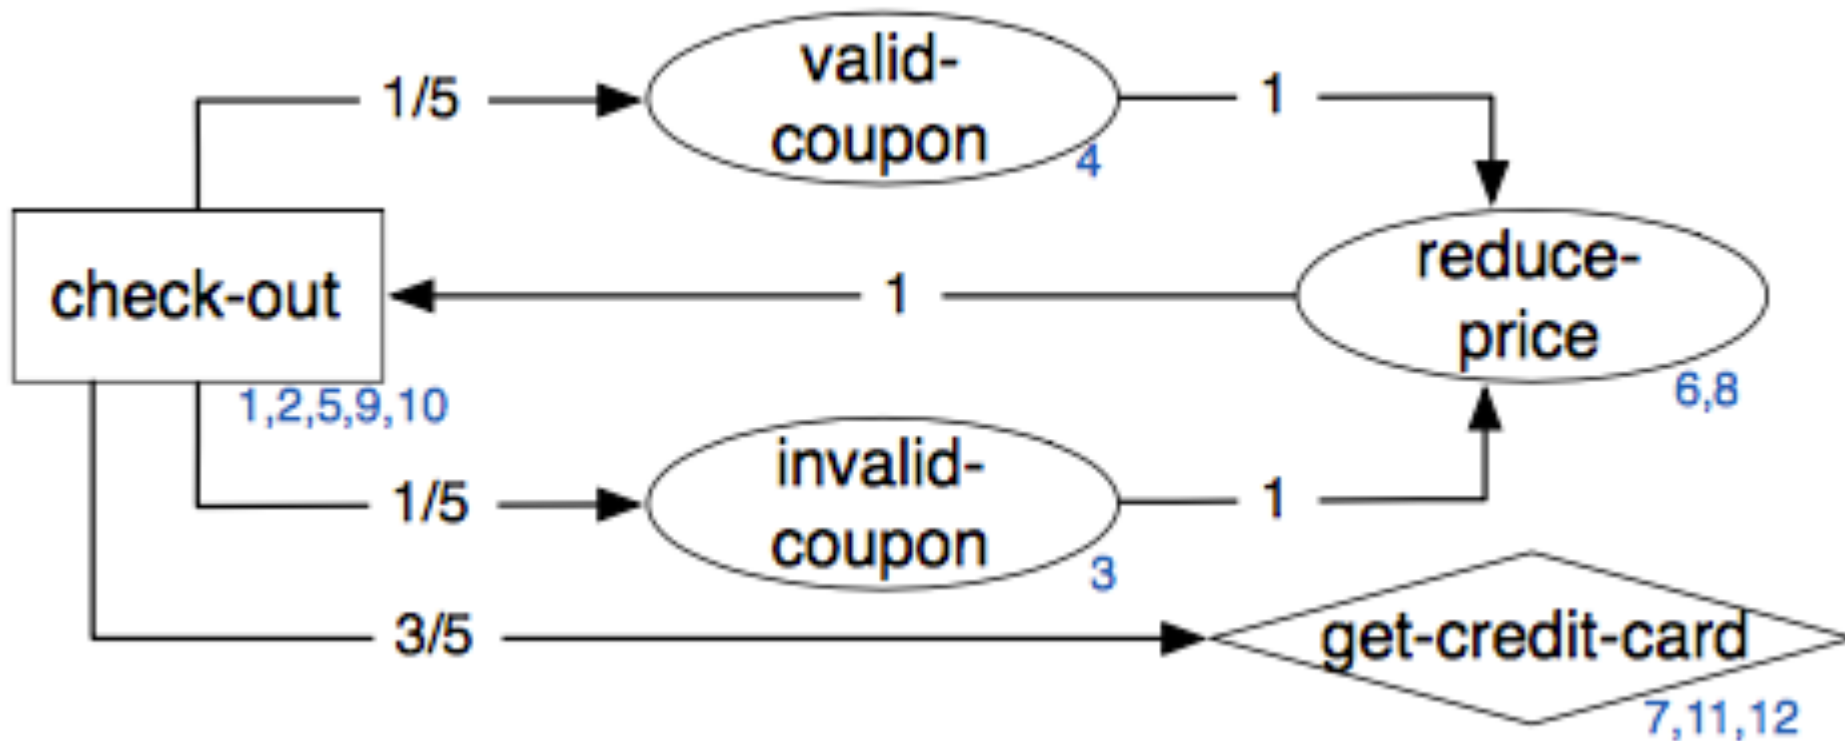 1/5
valid-
coupon
4
1
check-out
1,2,5,9,10
1
reduce-
price
6,8
1/5
invalid-
coupon
3
1
3/5
get-credit-card
7,11,12